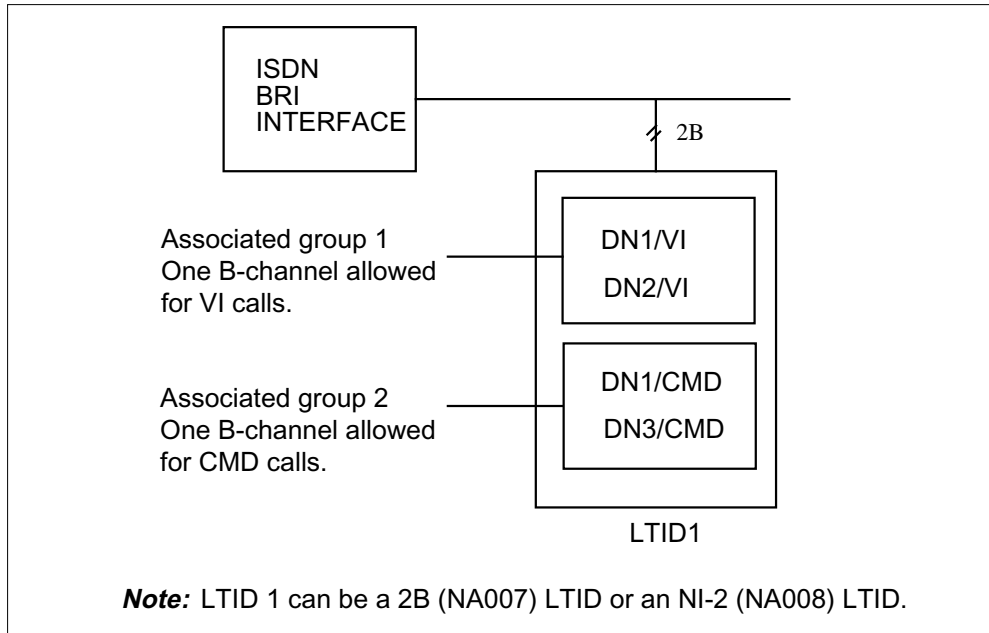 ISDN
BRI
INTERFACE
2B
Associated group 1
One B-channel allowed
for VI calls.
DN1/VI
DN2/VI
Associated group 2
One B-channel allowed
for CMD calls.
DN1/CMD
DN3/CMD
LTID1
Note: LTID 1 can be a 2B (NA007) LTID or an NI-2 (NA008) LTID.